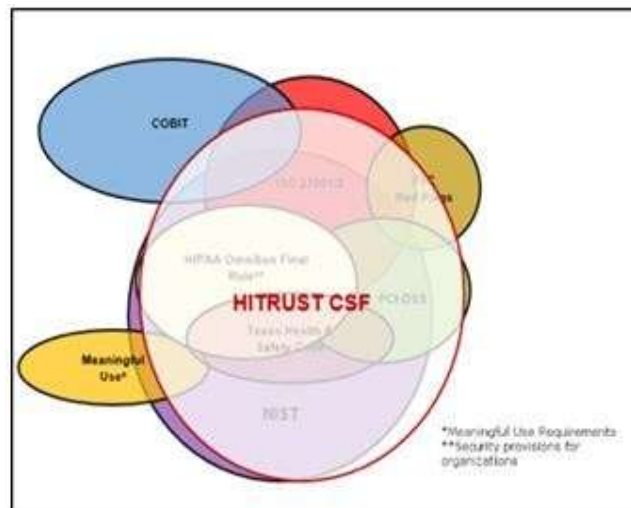 COBIT
ISO 27001/2
Red Flags
HIPAA Omnibus Final
Rule**
HITRUST CSF
PCI-DSS
Texas Health &
Safety Code
Meaningful
Use*
NIST
*Meaningful Use Requirements
**Security provisions for
organizations